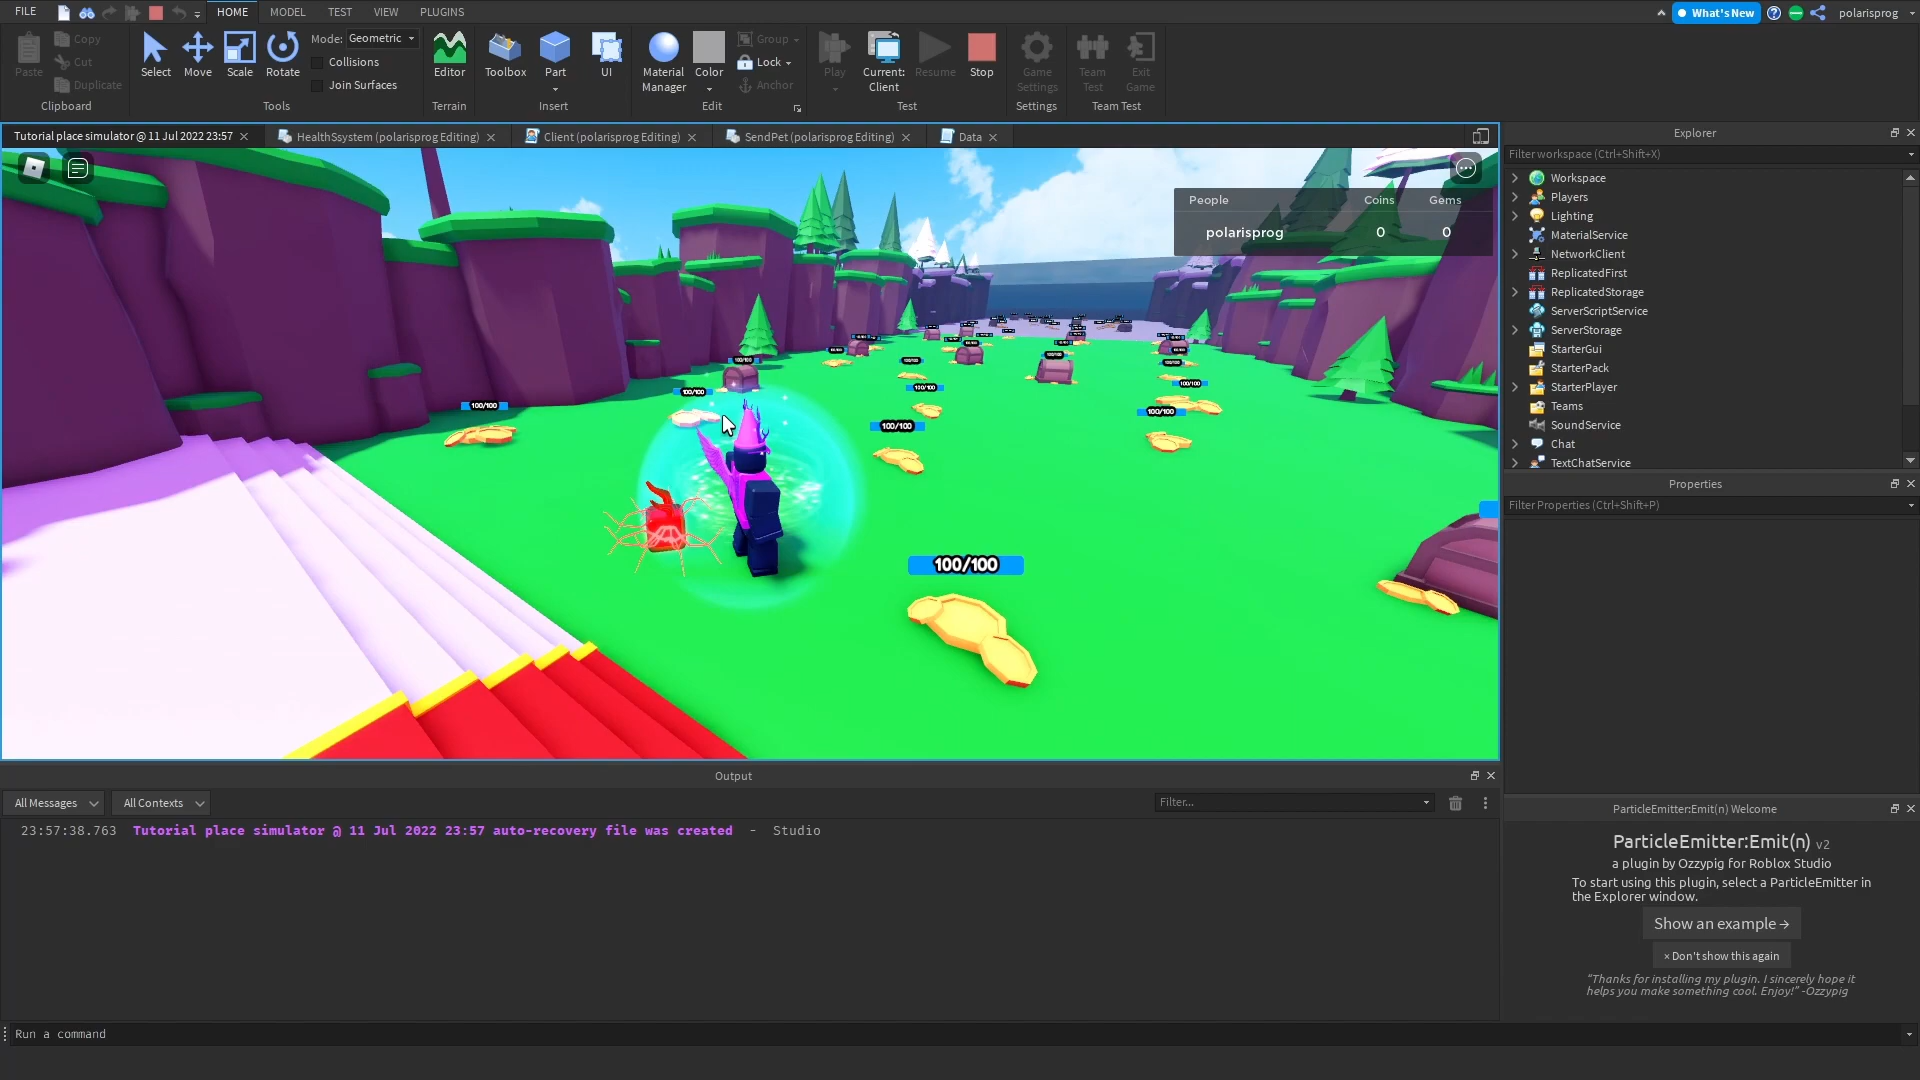 FILE
HOME
MODEL
TEST
VIEW
PLUGINS
What's New
polarisprog
Paste
Copy
Cut
Duplicate
Clipboard
Select
Move
Scale
Rotate
Mode: Geometric
Collisions
Join Surfaces
Tools
Editor
Terrain
Toolbox
Part
UI
Insert
Material
Manager
Color
Group
Lock
Anchor
Edit
Play
Current:
Client
Resume
Stop
Test
Game
Settings
Settings
Team
Test
Exit
Game
Team Test
Tutorial place simulator @ 11 Jul 2022 23:57
HealthSsystem (polarisprog Editing)
Client (polarisprog Editing)
SendPet (polarisprog Editing)
Data
People Coins Gems
polarisprog 0 0
100/100
100/100
100/100
100/100
100/100
100/100
100/100
100/100
100/100
Explorer
Filter workspace (Ctrl+Shift+X)
Workspace
Players
Lighting
MaterialService
NetworkClient
ReplicatedFirst
ReplicatedStorage
ServerScriptService
ServerStorage
StarterGui
StarterPack
StarterPlayer
Teams
SoundService
Chat
TextChatService
Properties
Filter Properties (Ctrl+Shift+P)
Output
All Messages
All Contexts
Filter...
23:57:38.763 Tutorial place simulator @ 11 Jul 2022 23:57 auto-recovery file was created - Studio
ParticleEmitter:Emit(n) Welcome
ParticleEmitter:Emit(n) v2
a plugin by Ozzypig for Roblox Studio
To start using this plugin, select a ParticleEmitter in
the Explorer window.
Show an example →
× Don't show this again
"Thanks for installing my plugin. I sincerely hope it
helps you make something cool. Enjoy!" -Ozzypig
Run a command